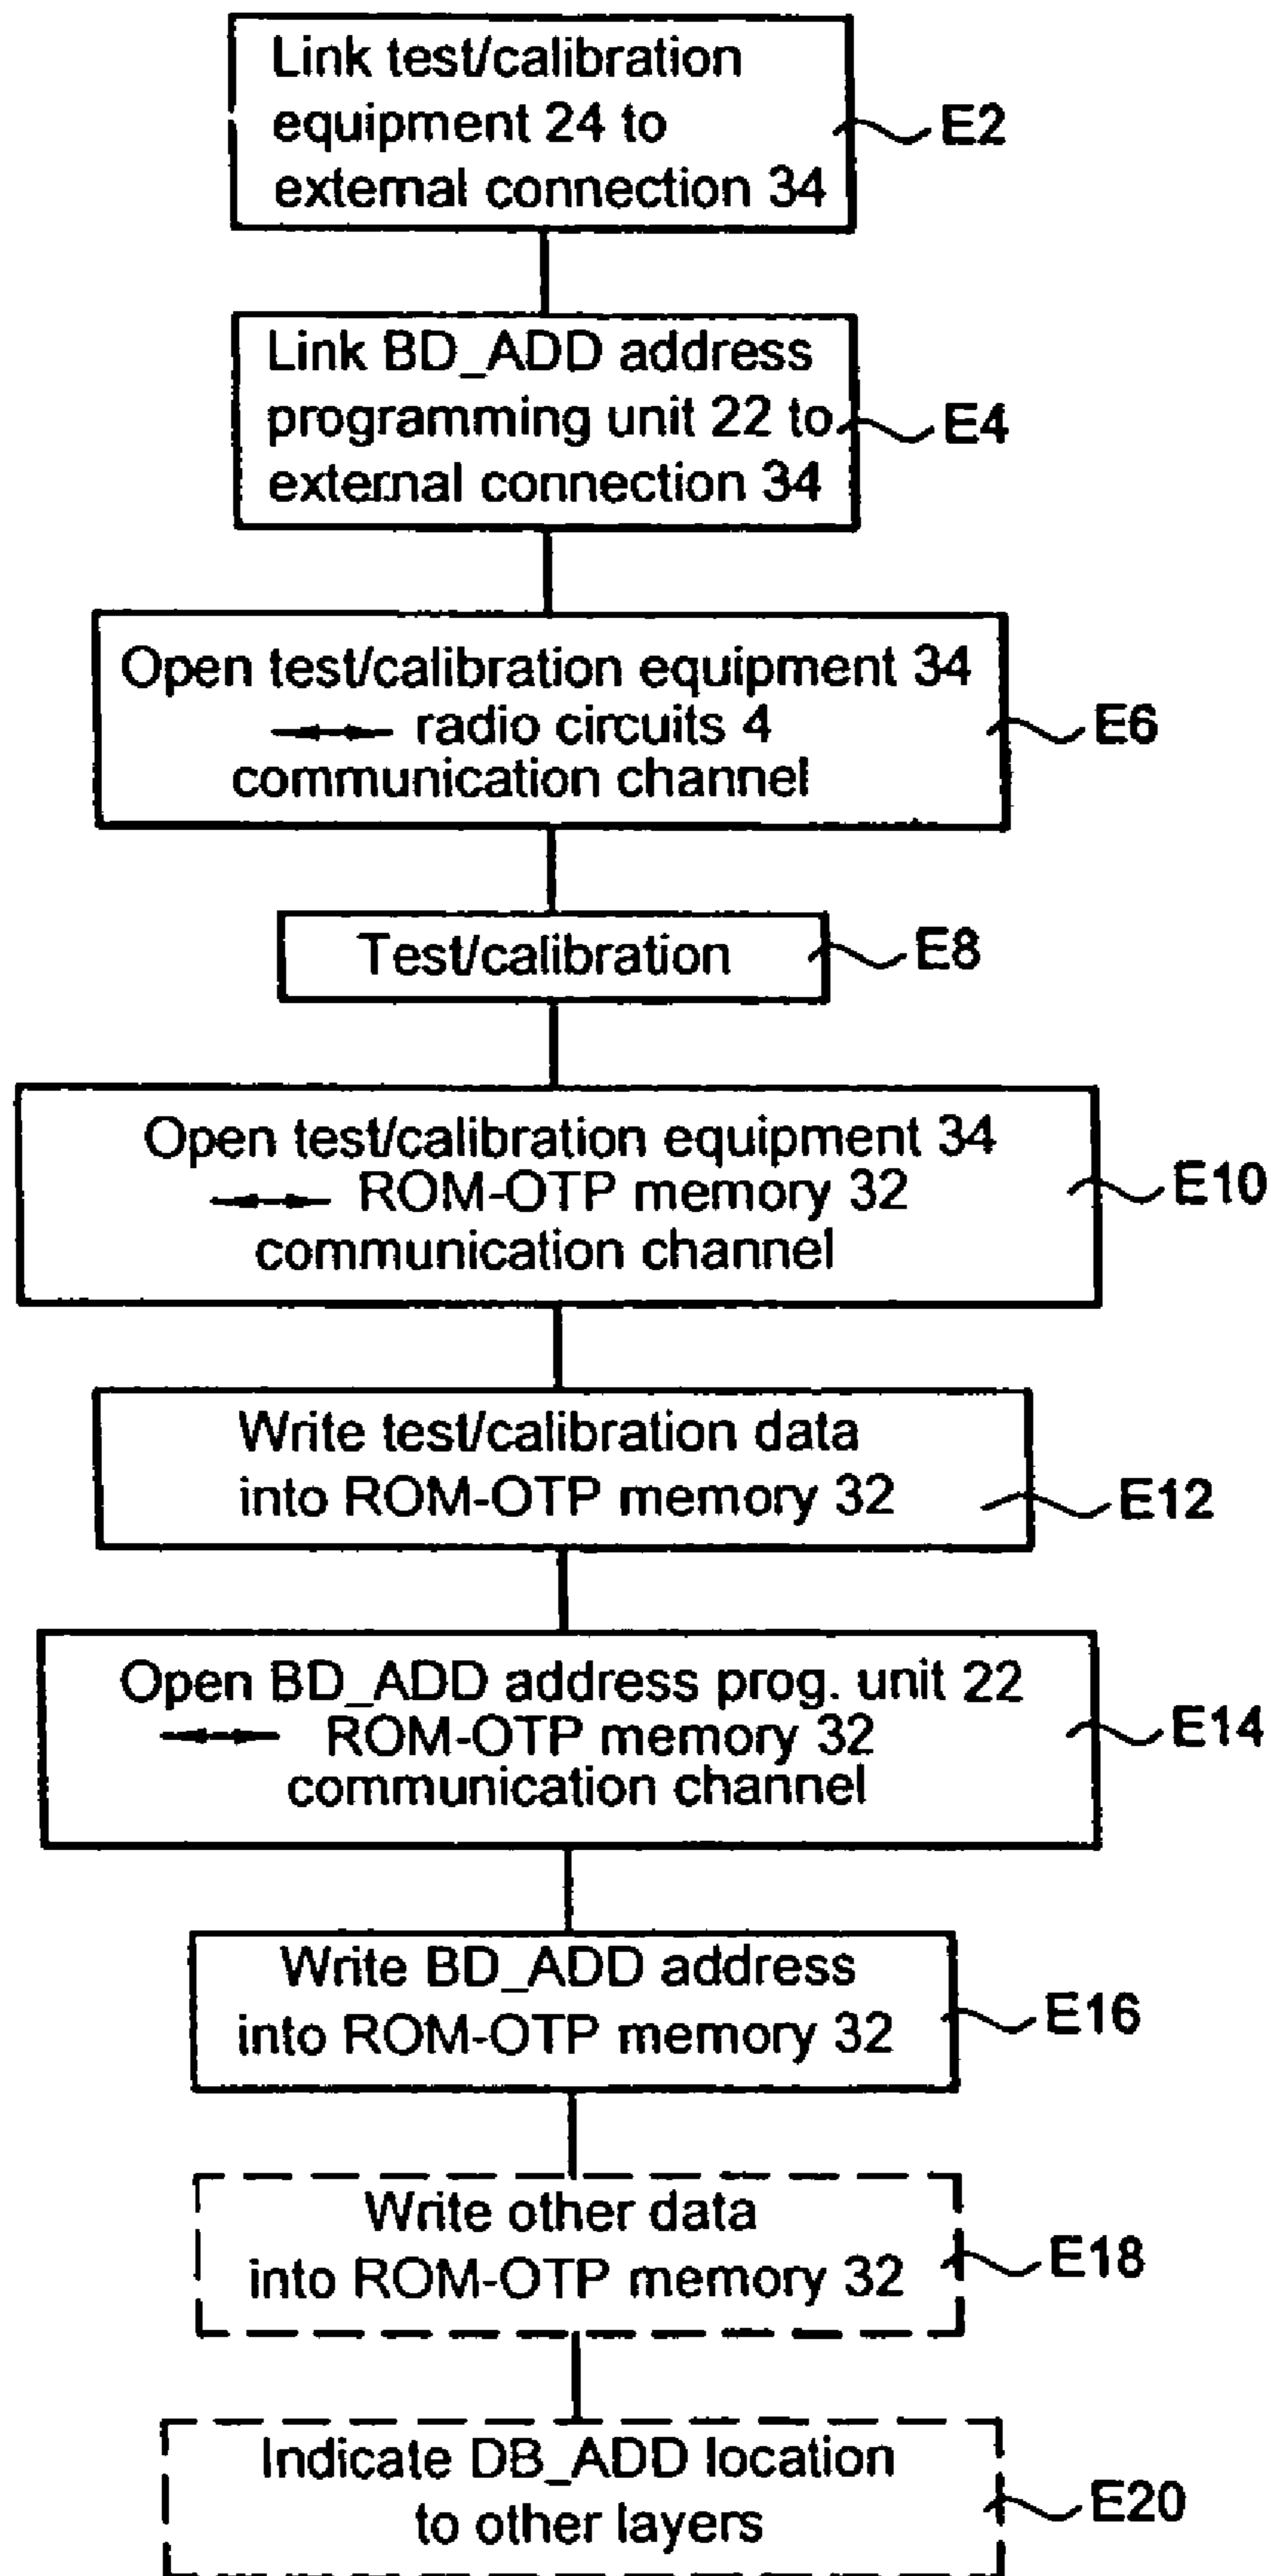 Link test/calibration
equipment 24 to
external connection 34
E2
Link BD_ADD address
programming unit 22 to
external connection 34
E4
Open test/calibration equipment 34
radio circuits 4
communication channel
E6
Test/calibration
E8
Open test/calibration equipment 34
ROM-OTP memory 32
communication channel
E10
Write test/calibration data
into ROM-OTP memory 32
E12
Open BD_ADD address prog. unit 22
ROM-OTP memory 32
communication channel
E14
Write BD_ADD address
into ROM-OTP memory 32
E16
Write other data
into ROM-OTP memory 32
E18
Indicate DB_ADD location
to other layers
E20